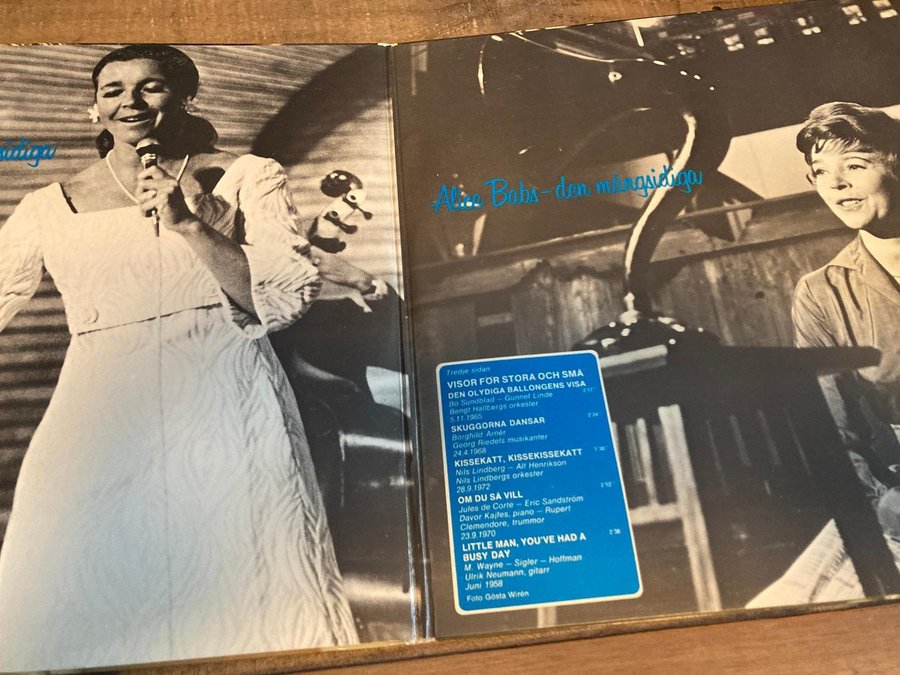 sidiga
Alice Babs – den mångsidiga
Tredje sidan
VISOR FÖR STORA OCH SMÅ
DEN OLYDIGA BALLONGENS VISA 2'17"
Bo Sundblad – Gunnel Linde
Bengt Hallbergs orkester
5.11.1965
SKUGGORNA DANSAR 2'24"
Borghild Arnér
Georg Riedels musikanter
24.4.1968
KISSEKATT, KISSEKISSEKATT 1'30"
Nils Lindberg – Alf Henrikson
Nils Lindbergs orkester
28.9.1972
OM DU SÅ VILL 2'52"
Jules de Corte – Eric Sandström
Davor Kajfes, piano – Rupert
Clemendore, trummor
23.9.1970
LITTLE MAN, YOU'VE HAD A 2'38
BUSY DAY
M. Wayne – Sigler – Hoffman
Ulrik Neumann, gitarr
Juni 1958
Foto Gösta Wirén